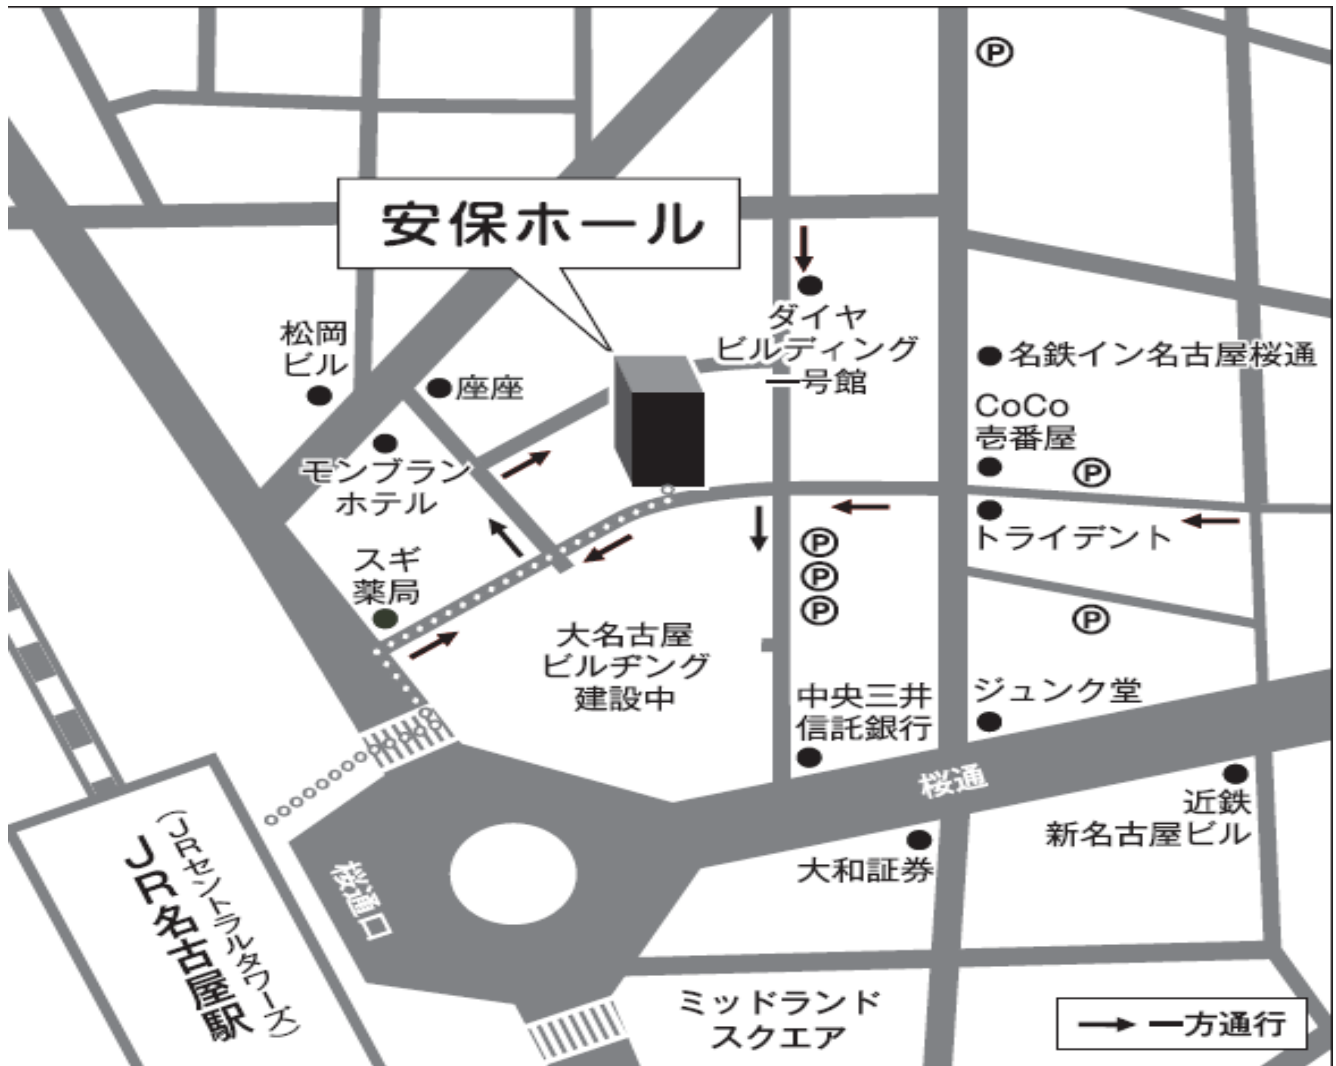 Ⓟ
安保ホール
松岡
ビル
座座
モンブラン
ホテル
スギ
薬局
ダイヤ
ビルディング
一号館
名鉄イン名古屋桜通
CoCo
壱番屋
Ⓟ
トライデント
Ⓟ
Ⓟ
Ⓟ
Ⓟ
大名古屋
ビルヂング
建設中
中央三井
信託銀行
ジュンク堂
桜通
近鉄
新名古屋ビル
大和証券
桜通口
JR名古屋駅
(JRセントラルタワーズ)
ミッドランド
スクエア
一方通行